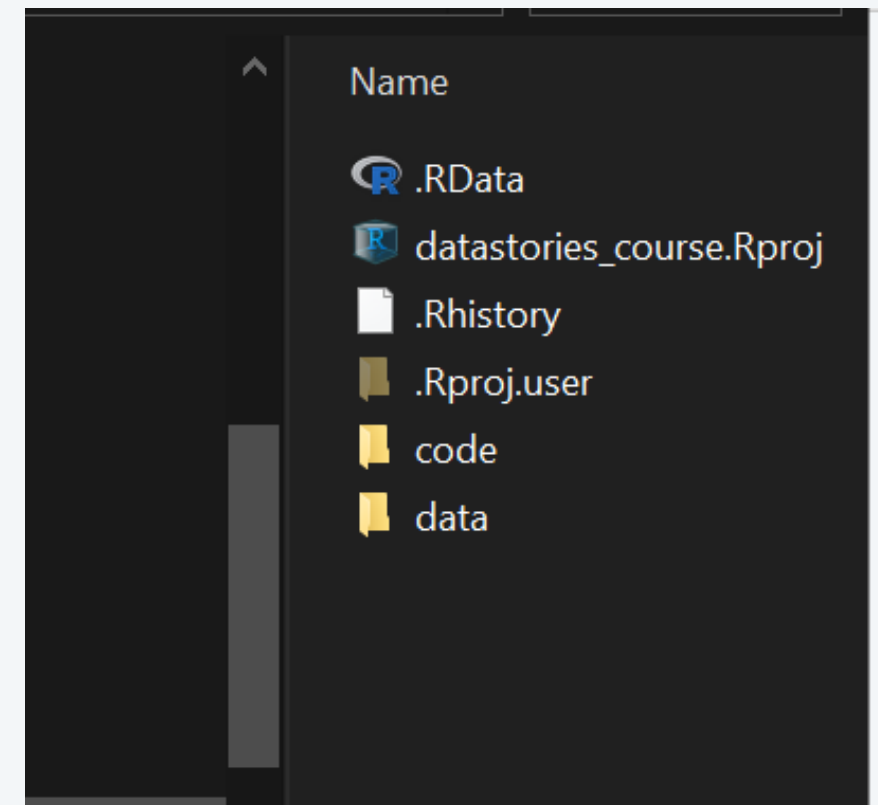 Name
.RData
datastories_course.Rproj
.Rhistory
.Rproj.user
code
data